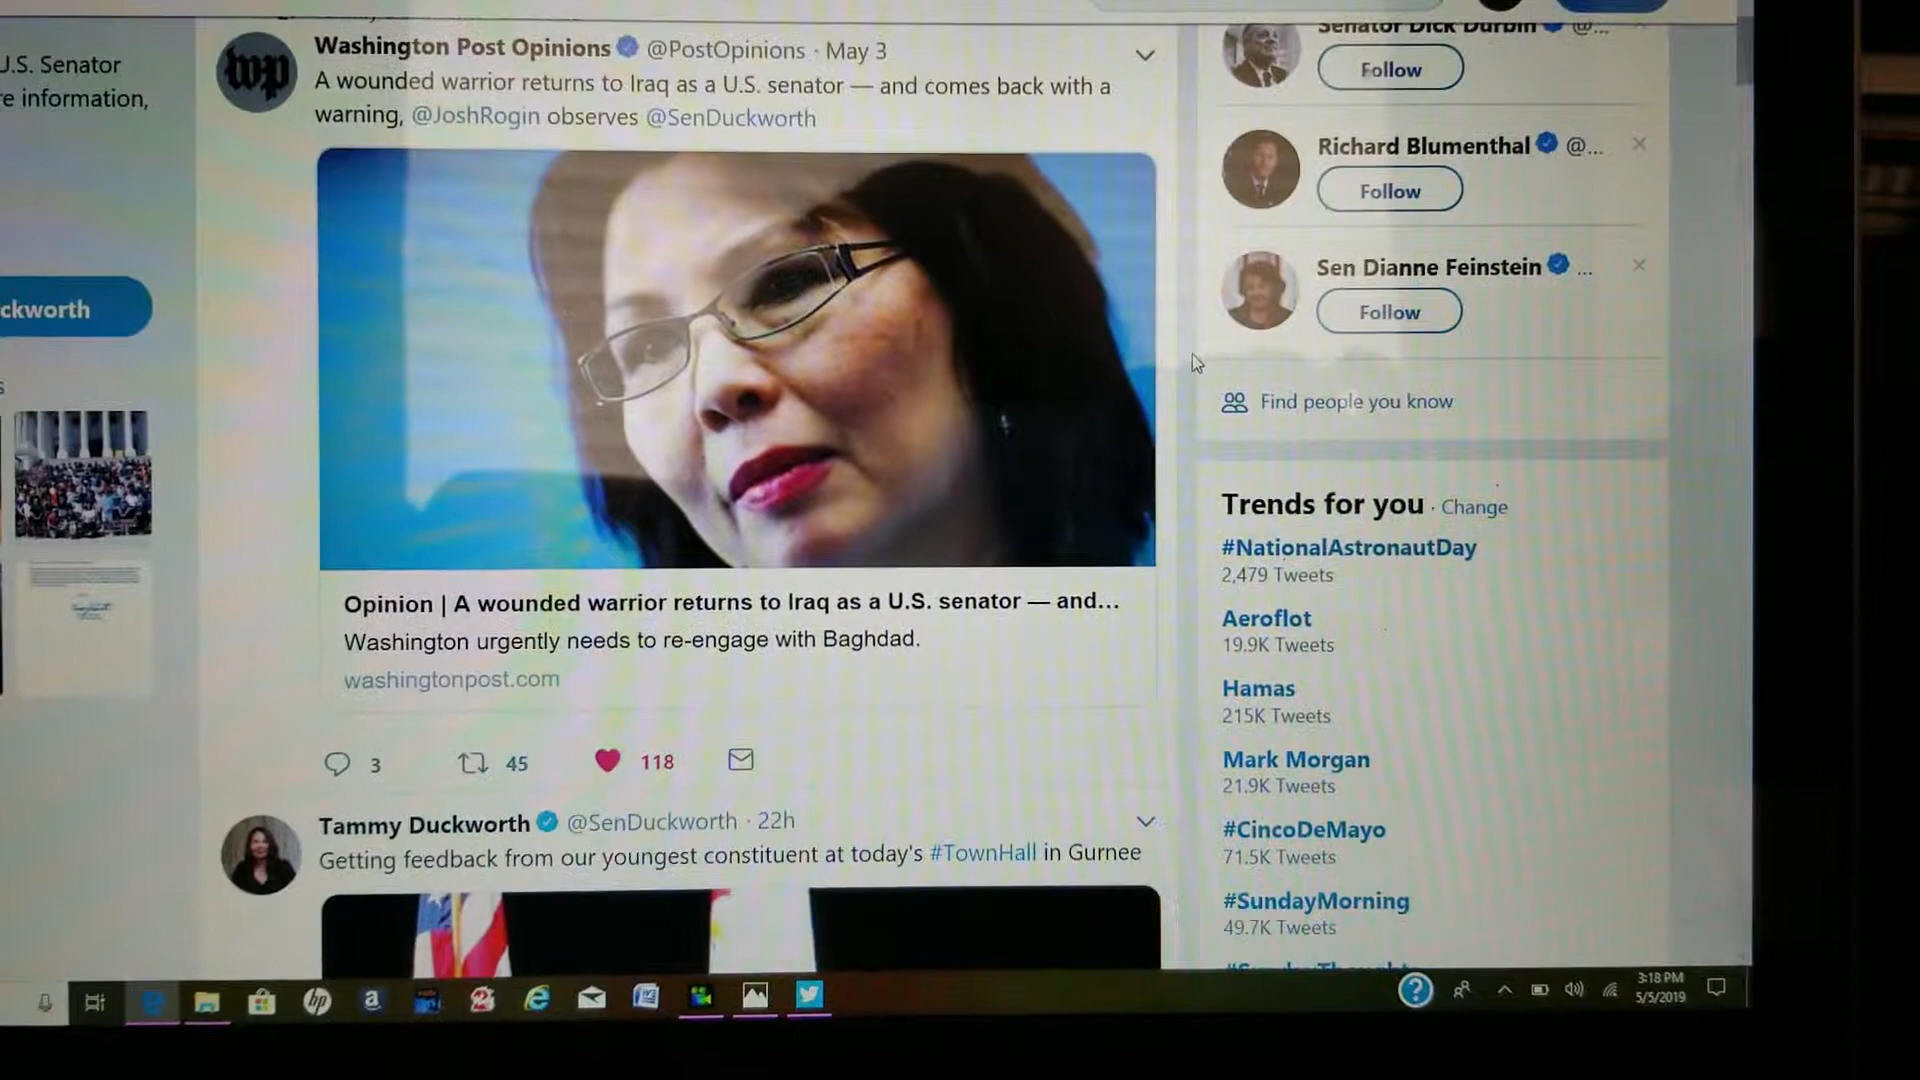 U.S. Senator
re information,
ckworth
s
wp
Washington Post Opinions @PostOpinions · May 3
A wounded warrior returns to Iraq as a U.S. senator — and comes back with a
warning, @JoshRogin observes @SenDuckworth
Opinion | A wounded warrior returns to Iraq as a U.S. senator — and...
Washington urgently needs to re-engage with Baghdad.
washingtonpost.com
3 45 118
Tammy Duckworth @SenDuckworth · 22h
Getting feedback from our youngest constituent at today's #TownHall in Gurnee
Senator Dick Durbin @...
Follow
Richard Blumenthal @...
Follow
Sen Dianne Feinstein ...
Follow
Find people you know
Trends for you · Change
#NationalAstronautDay
2,479 Tweets
Aeroflot
19.9K Tweets
Hamas
215K Tweets
Mark Morgan
21.9K Tweets
#CincoDeMayo
71.5K Tweets
#SundayMorning
49.7K Tweets
hp
a
3:18 PM
5/5/2019